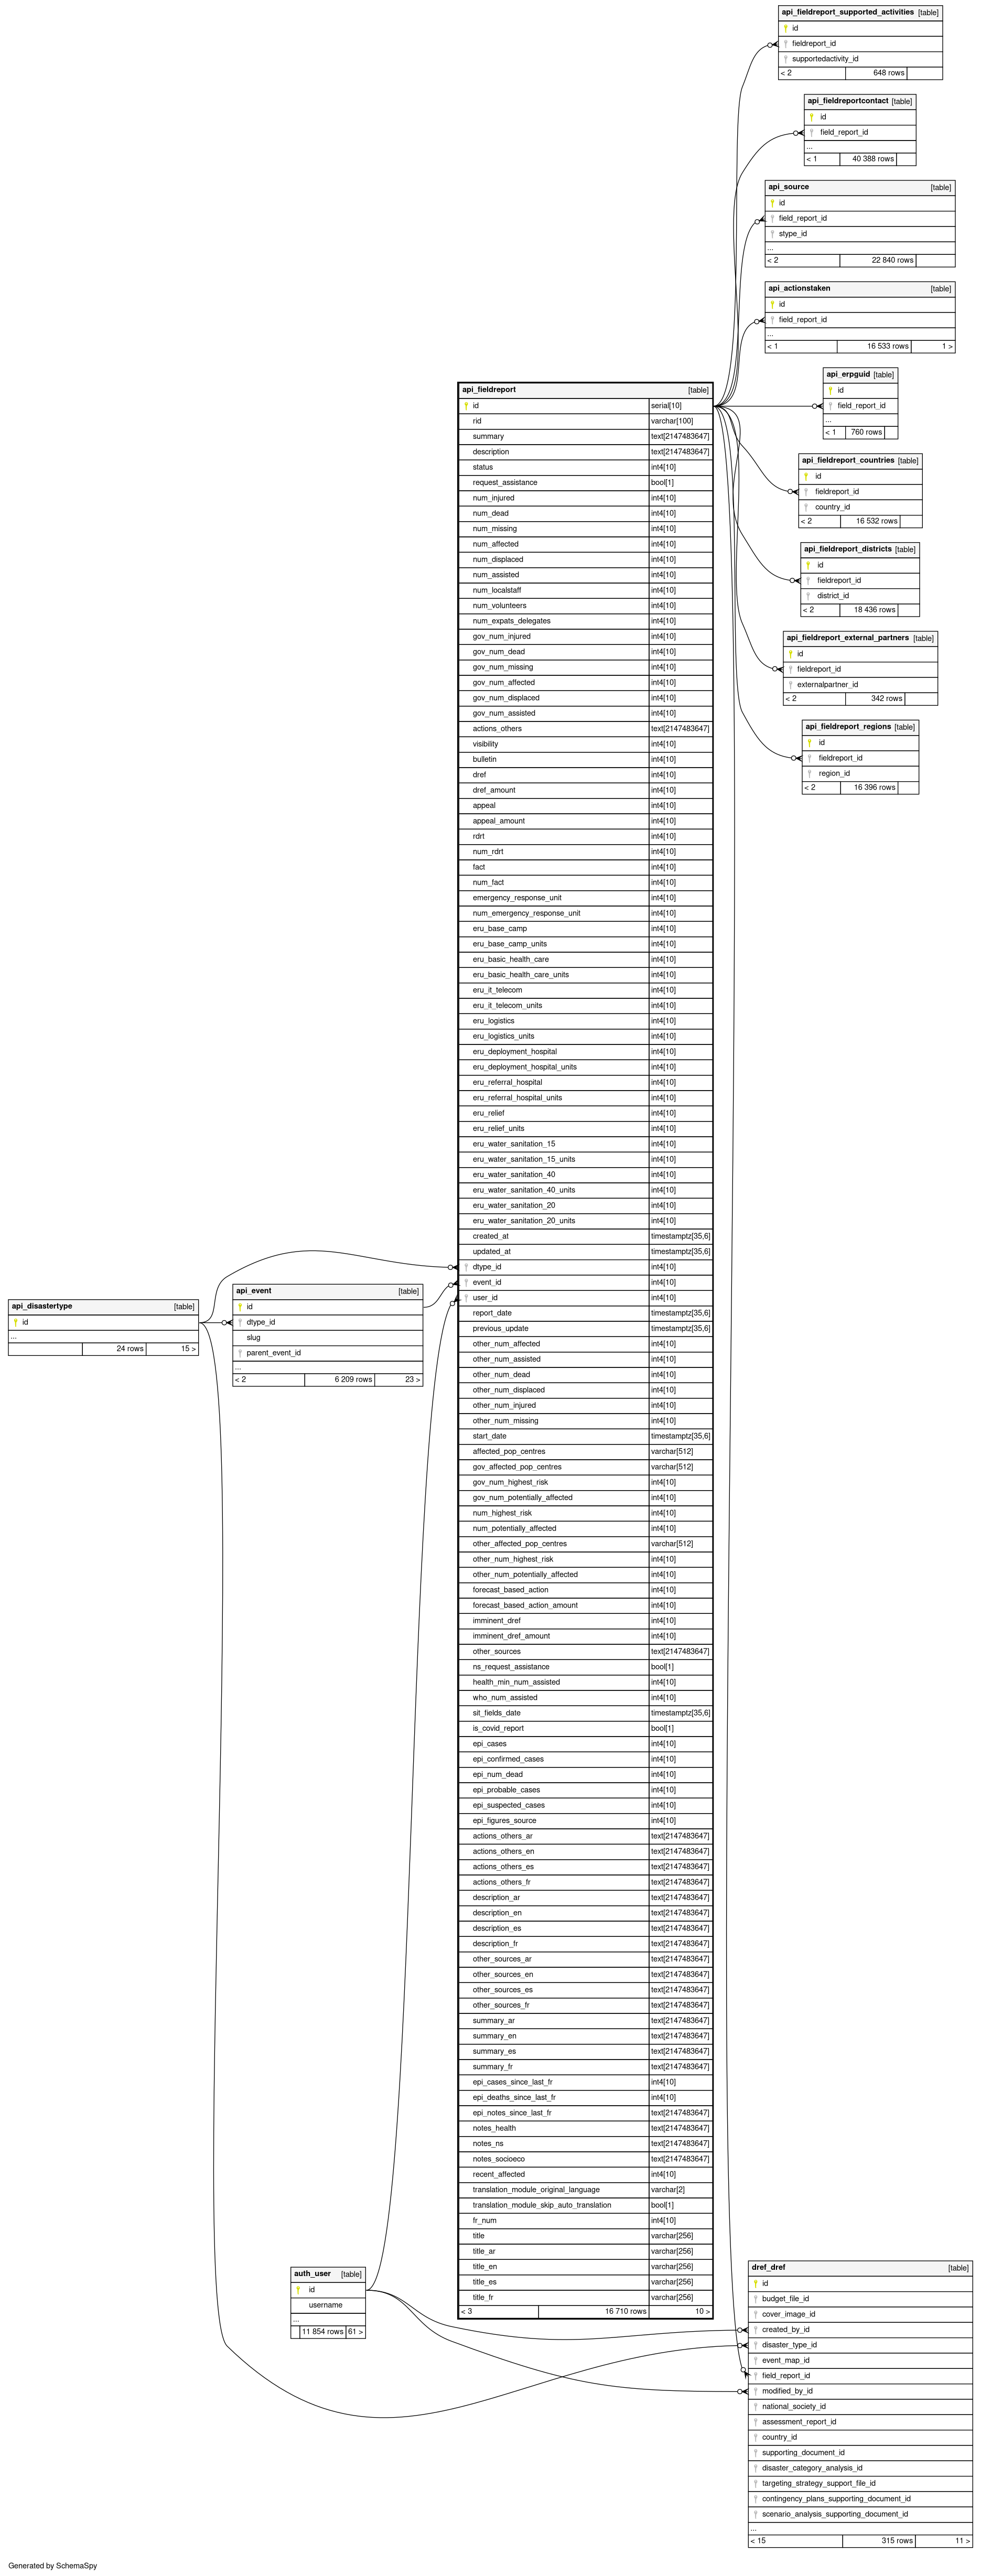 api_fieldreport_supported_activities [table]
id
fieldreport_id
supportedactivity_id
< 2 648 rows
api_fieldreportcontact [table]
id
field_report_id
...
< 1 40 388 rows
api_source [table]
id
field_report_id
stype_id
...
< 2 22 840 rows
api_actionstaken [table]
id
field_report_id
...
< 1 16 533 rows 1 >
api_erpguid [table]
id
field_report_id
...
< 1 760 rows
api_fieldreport_countries [table]
id
fieldreport_id
country_id
< 2 16 532 rows
api_fieldreport_districts [table]
id
fieldreport_id
district_id
< 2 18 436 rows
api_fieldreport_external_partners [table]
id
fieldreport_id
externalpartner_id
< 2 342 rows
api_fieldreport_regions [table]
id
fieldreport_id
region_id
< 2 16 396 rows
api_fieldreport [table]
id serial[10]
rid varchar[100]
summary text[2147483647]
description text[2147483647]
status int4[10]
request_assistance bool[1]
num_injured int4[10]
num_dead int4[10]
num_missing int4[10]
num_affected int4[10]
num_displaced int4[10]
num_assisted int4[10]
num_localstaff int4[10]
num_volunteers int4[10]
num_expats_delegates int4[10]
gov_num_injured int4[10]
gov_num_dead int4[10]
gov_num_missing int4[10]
gov_num_affected int4[10]
gov_num_displaced int4[10]
gov_num_assisted int4[10]
actions_others text[2147483647]
visibility int4[10]
bulletin int4[10]
dref int4[10]
dref_amount int4[10]
appeal int4[10]
appeal_amount int4[10]
rdrt int4[10]
num_rdrt int4[10]
fact int4[10]
num_fact int4[10]
emergency_response_unit int4[10]
num_emergency_response_unit int4[10]
eru_base_camp int4[10]
eru_base_camp_units int4[10]
eru_basic_health_care int4[10]
eru_basic_health_care_units int4[10]
eru_it_telecom int4[10]
eru_it_telecom_units int4[10]
eru_logistics int4[10]
eru_logistics_units int4[10]
eru_deployment_hospital int4[10]
eru_deployment_hospital_units int4[10]
eru_referral_hospital int4[10]
eru_referral_hospital_units int4[10]
eru_relief int4[10]
eru_relief_units int4[10]
eru_water_sanitation_15 int4[10]
eru_water_sanitation_15_units int4[10]
eru_water_sanitation_40 int4[10]
eru_water_sanitation_40_units int4[10]
eru_water_sanitation_20 int4[10]
eru_water_sanitation_20_units int4[10]
created_at timestamptz[35,6]
updated_at timestamptz[35,6]
dtype_id int4[10]
event_id int4[10]
user_id int4[10]
report_date timestamptz[35,6]
previous_update timestamptz[35,6]
other_num_affected int4[10]
other_num_assisted int4[10]
other_num_dead int4[10]
other_num_displaced int4[10]
other_num_injured int4[10]
other_num_missing int4[10]
start_date timestamptz[35,6]
affected_pop_centres varchar[512]
gov_affected_pop_centres varchar[512]
gov_num_highest_risk int4[10]
gov_num_potentially_affected int4[10]
num_highest_risk int4[10]
num_potentially_affected int4[10]
other_affected_pop_centres varchar[512]
other_num_highest_risk int4[10]
other_num_potentially_affected int4[10]
forecast_based_action int4[10]
forecast_based_action_amount int4[10]
imminent_dref int4[10]
imminent_dref_amount int4[10]
other_sources text[2147483647]
ns_request_assistance bool[1]
health_min_num_assisted int4[10]
who_num_assisted int4[10]
sit_fields_date timestamptz[35,6]
is_covid_report bool[1]
epi_cases int4[10]
epi_confirmed_cases int4[10]
epi_num_dead int4[10]
epi_probable_cases int4[10]
epi_suspected_cases int4[10]
epi_figures_source int4[10]
actions_others_ar text[2147483647]
actions_others_en text[2147483647]
actions_others_es text[2147483647]
actions_others_fr text[2147483647]
description_ar text[2147483647]
description_en text[2147483647]
description_es text[2147483647]
description_fr text[2147483647]
other_sources_ar text[2147483647]
other_sources_en text[2147483647]
other_sources_es text[2147483647]
other_sources_fr text[2147483647]
summary_ar text[2147483647]
summary_en text[2147483647]
summary_es text[2147483647]
summary_fr text[2147483647]
epi_cases_since_last_fr int4[10]
epi_deaths_since_last_fr int4[10]
epi_notes_since_last_fr text[2147483647]
notes_health text[2147483647]
notes_ns text[2147483647]
notes_socioeco text[2147483647]
recent_affected int4[10]
translation_module_original_language varchar[2]
translation_module_skip_auto_translation bool[1]
fr_num int4[10]
title varchar[256]
title_ar varchar[256]
title_en varchar[256]
title_es varchar[256]
title_fr varchar[256]
< 3 16 710 rows 10 >
api_disastertype [table]
id
...
24 rows 15 >
api_event [table]
id
dtype_id
slug
parent_event_id
...
< 2 6 209 rows 23 >
auth_user [table]
id
username
...
11 854 rows 61 >
dref_dref [table]
id
budget_file_id
cover_image_id
created_by_id
disaster_type_id
event_map_id
field_report_id
modified_by_id
national_society_id
assessment_report_id
country_id
supporting_document_id
disaster_category_analysis_id
targeting_strategy_support_file_id
contingency_plans_supporting_document_id
scenario_analysis_supporting_document_id
...
< 15 315 rows 11 >
Generated by SchemaSpy